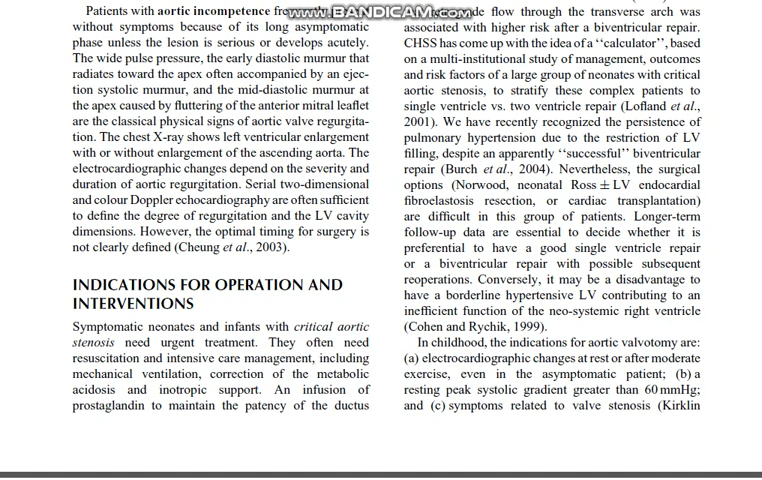 Patients with aortic incompetence
www.BANDICAM.com
without symptoms because of its long asymptomatic
phase unless the lesion is serious or develops acutely.
The wide pulse pressure, the early diastolic murmur that
radiates toward the apex often accompanied by an ejec-
tion systolic murmur, and the mid-diastolic murmur at
the apex caused by fluttering of the anterior mitral leaflet
are the classical physical signs of aortic valve regurgita-
tion. The chest X-ray shows left ventricular enlargement
with or without enlargement of the ascending aorta. The
electrocardiographic changes depend on the severity and
duration of aortic regurgitation. Serial two-dimensional
and colour Doppler echocardiography are often sufficient
to define the degree of regurgitation and the LV cavity
dimensions. However, the optimal timing for surgery is
not clearly defined (Cheung et al., 2003).
INDICATIONS FOR OPERATION AND
INTERVENTIONS
Symptomatic neonates and infants with critical aortic
stenosis need urgent treatment. They often need
resuscitation and intensive care management, including
mechanical ventilation, correction of the metabolic
acidosis and inotropic support. An infusion of
prostaglandin to maintain the patency of the ductus
flow through the transverse arch was
associated with higher risk after a biventricular repair.
CHSS has come up with the idea of a ‘‘calculator’’, based
on a multi-institutional study of management, outcomes
and risk factors of a large group of neonates with critical
aortic stenosis, to stratify these complex patients to
single ventricle vs. two ventricle repair (Lofland et al.,
2001). We have recently recognized the persistence of
pulmonary hypertension due to the restriction of LV
filling, despite an apparently ‘‘successful’’ biventricular
repair (Burch et al., 2004). Nevertheless, the surgical
options (Norwood, neonatal Ross ± LV endocardial
fibroelastosis resection, or cardiac transplantation)
are difficult in this group of patients. Longer-term
follow-up data are essential to decide whether it is
preferential to have a good single ventricle repair
or a biventricular repair with possible subsequent
reoperations. Conversely, it may be a disadvantage to
have a borderline hypertensive LV contributing to an
inefficient function of the neo-systemic right ventricle
(Cohen and Rychik, 1999).
In childhood, the indications for aortic valvotomy are:
(a) electrocardiographic changes at rest or after moderate
exercise, even in the asymptomatic patient; (b) a
resting peak systolic gradient greater than 60 mmHg;
and (c) symptoms related to valve stenosis (Kirklin